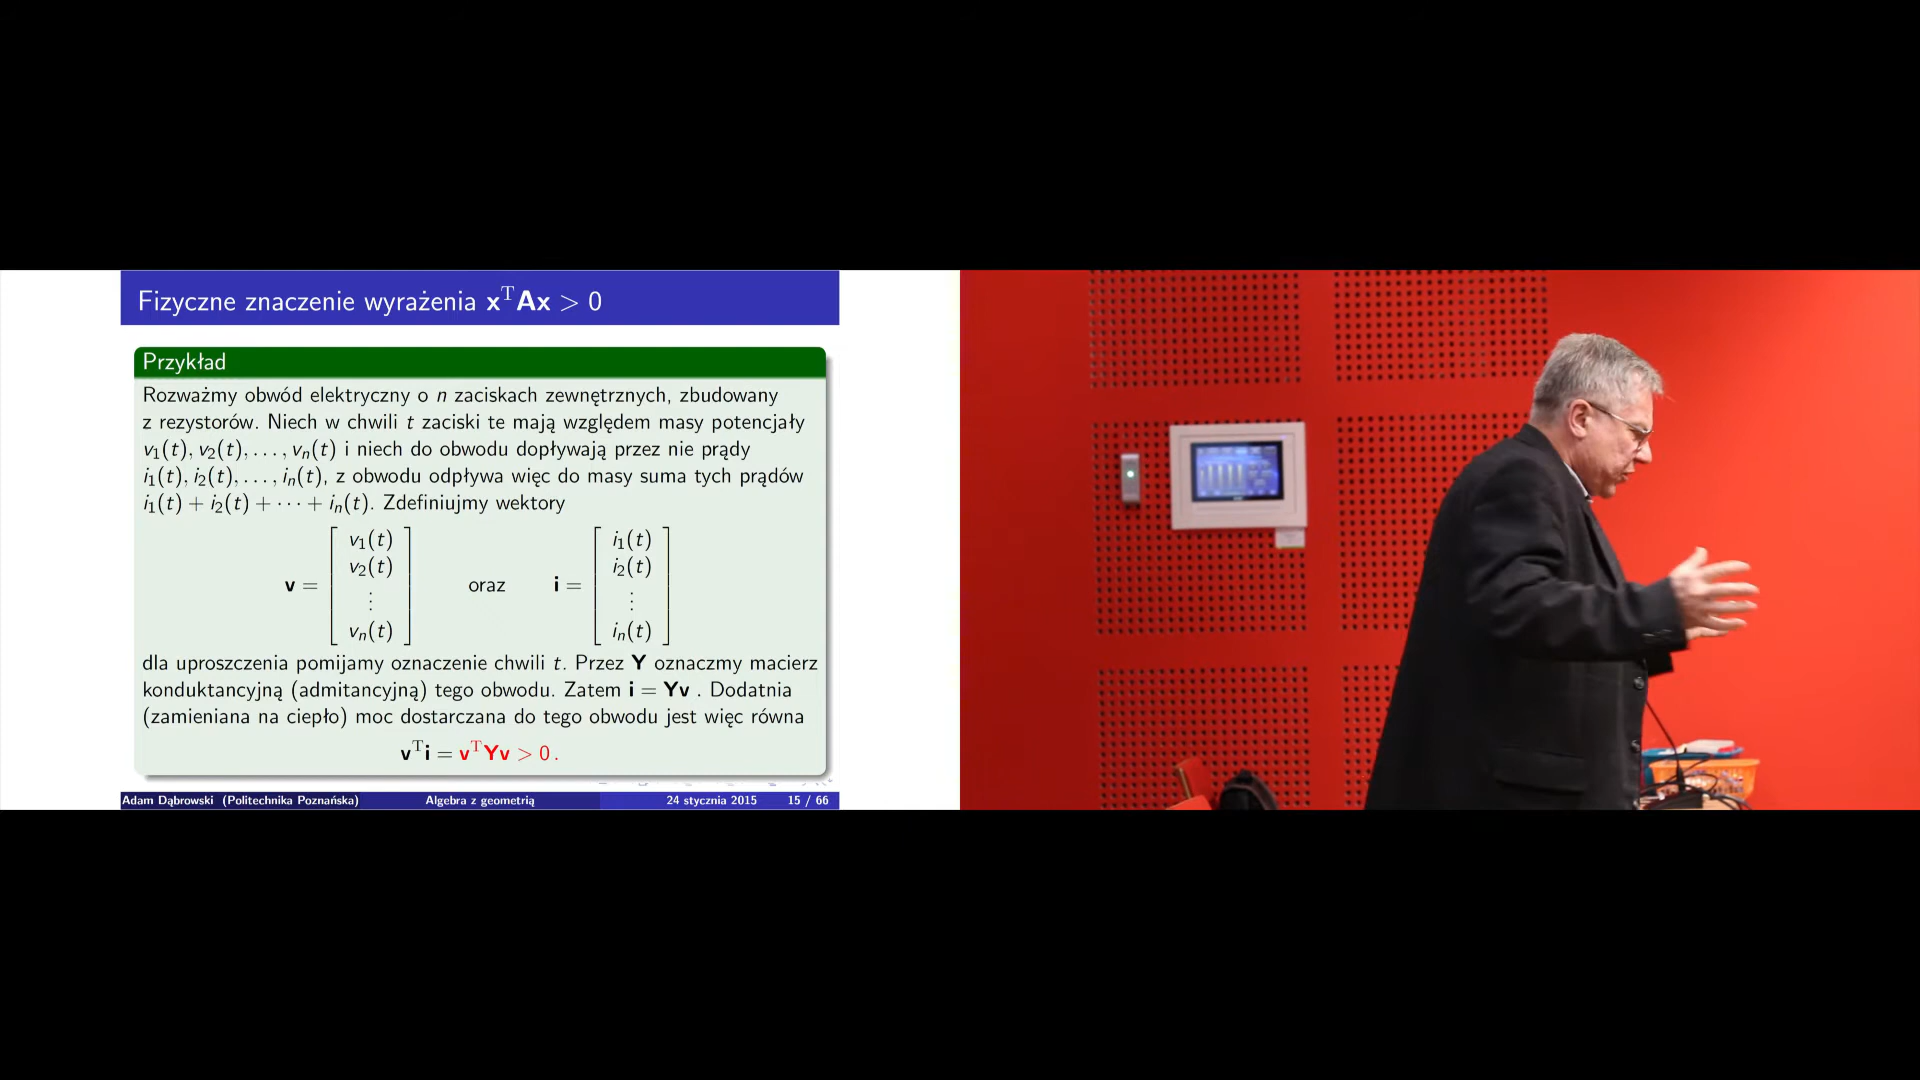 Fizyczne znaczenie wyrażenia xᵀAx > 0
Przykład
Rozważmy obwód elektryczny o n zaciskach zewnętrznych, zbudowany
z rezystorów. Niech w chwili t zaciski te mają względem masy potencjały
v₁(t), v₂(t), . . . , vₙ(t) i niech do obwodu dopływają przez nie prądy
i₁(t), i₂(t), . . . , iₙ(t), z obwodu odpływa więc do masy suma tych prądów
i₁(t) + i₂(t) + · · · + iₙ(t). Zdefiniujmy wektory
v = [ v₁(t) v₂(t) ⋮ vₙ(t) ] oraz i = [ i₁(t) i₂(t) ⋮ iₙ(t) ]
dla uproszczenia pomijamy oznaczenie chwili t. Przez Y oznaczmy macierz
konduktancyjną (admitancyjną) tego obwodu. Zatem i = Yv . Dodatnia
(zamieniana na ciepło) moc dostarczana do tego obwodu jest więc równa
vᵀi = vᵀYv > 0 .
Adam Dąbrowski (Politechnika Poznańska) Algebra z geometrią 24 stycznia 2015 15 / 66